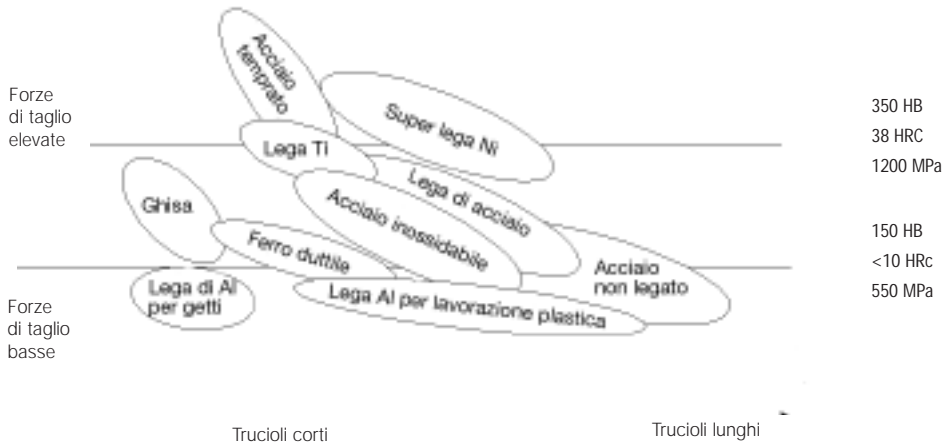 Forze
di taglio
elevate
Acciaio
temprato
Super lega Ni
Lega Ti
Lega di acciaio
Ghisa
Acciaio inossidabile
Ferro duttile
Acciaio
non legato
Lega di Al
per getti
Lega Al per lavorazione plastica
Forze
di taglio
basse
350 HB
38 HRC
1200 MPa
150 HB
<10 HRc
550 MPa
Trucioli corti
Trucioli lunghi